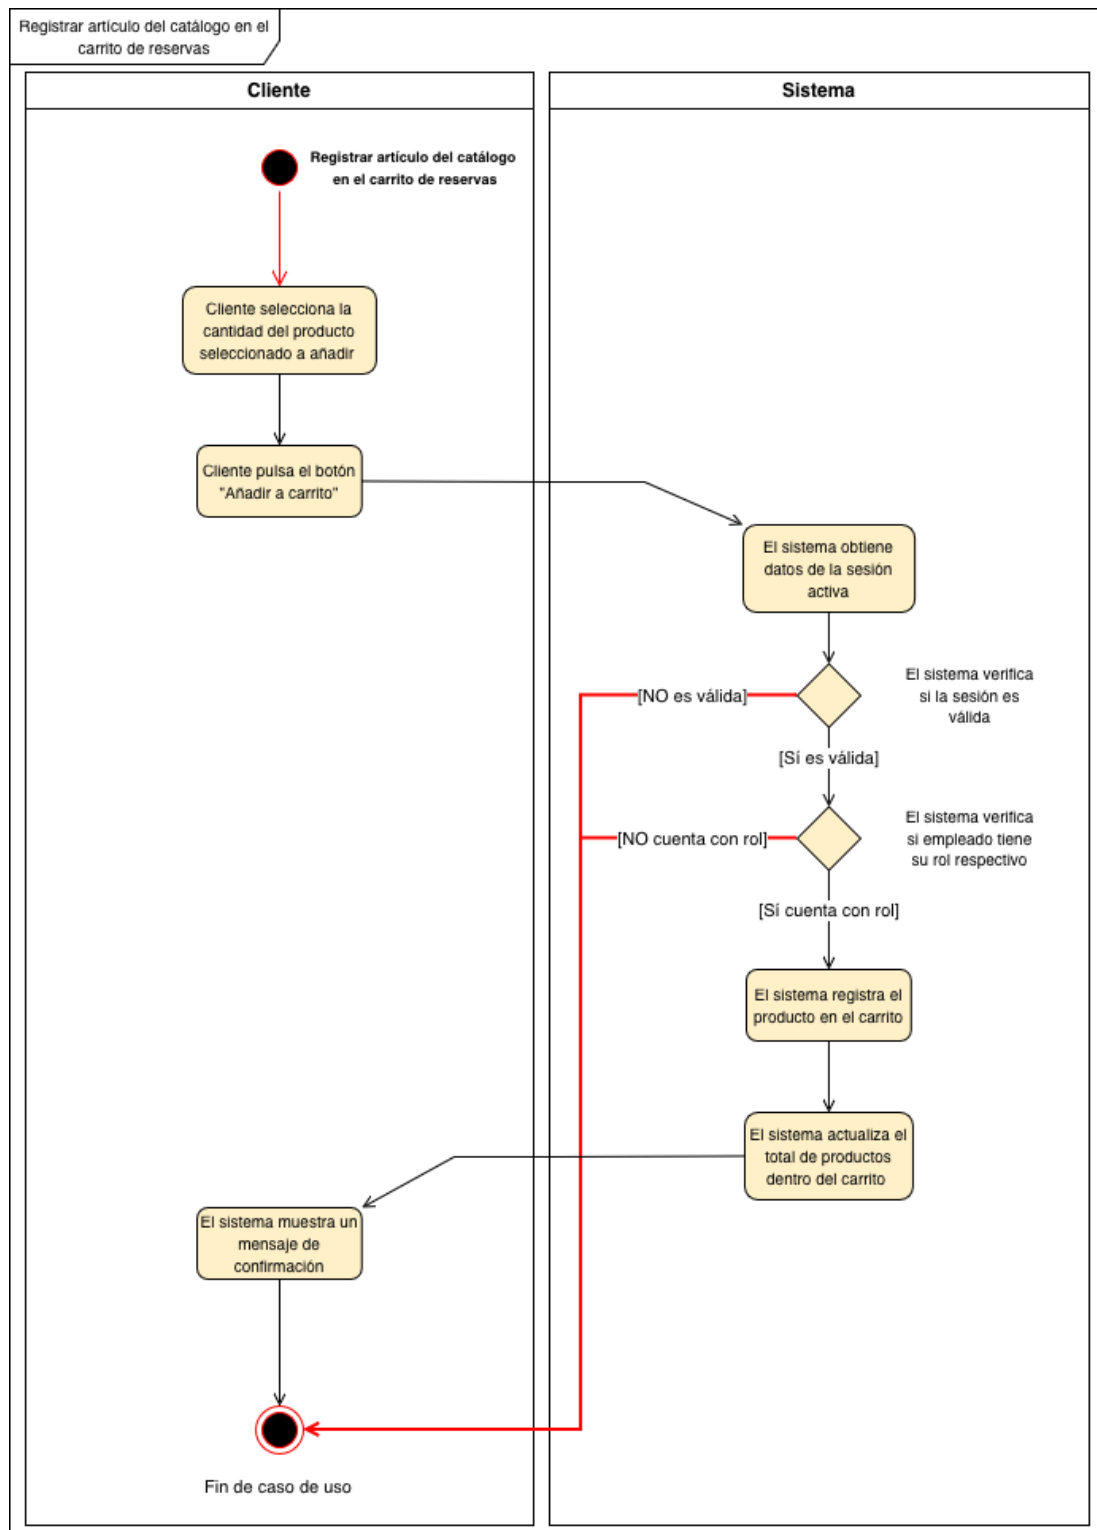 Registrar artículo del catálogo en el
carrito de reservas
Cliente
Sistema
Registrar artículo del catálogo
en el carrito de reservas
Cliente selecciona la
cantidad del producto
seleccionado a añadir
Cliente pulsa el botón
"Añadir a carrito"
El sistema obtiene
datos de la sesión
activa
El sistema verifica
si la sesión es
válida
[NO es válida]
[Sí es válida]
El sistema verifica
si empleado tiene
su rol respectivo
[NO cuenta con rol]
[Sí cuenta con rol]
El sistema registra el
producto en el carrito
El sistema actualiza el
total de productos
dentro del carrito
El sistema muestra un
mensaje de
confirmación
Fin de caso de uso